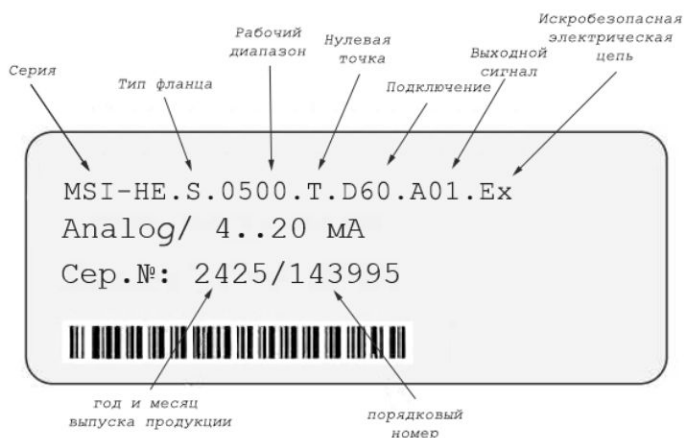 Искробезопасная
электрическая
цепь
Рабочий
диапазон
Нулевая
точка
Выходной
сигнал
Серия
Тип фланца
Подключение
MSI-HE.S.0500.T.D60.A01.Ex
Analog/ 4..20 мА
Сер.№: 2425/143995
год и месяц
выпуска продукции
порядковый
номер